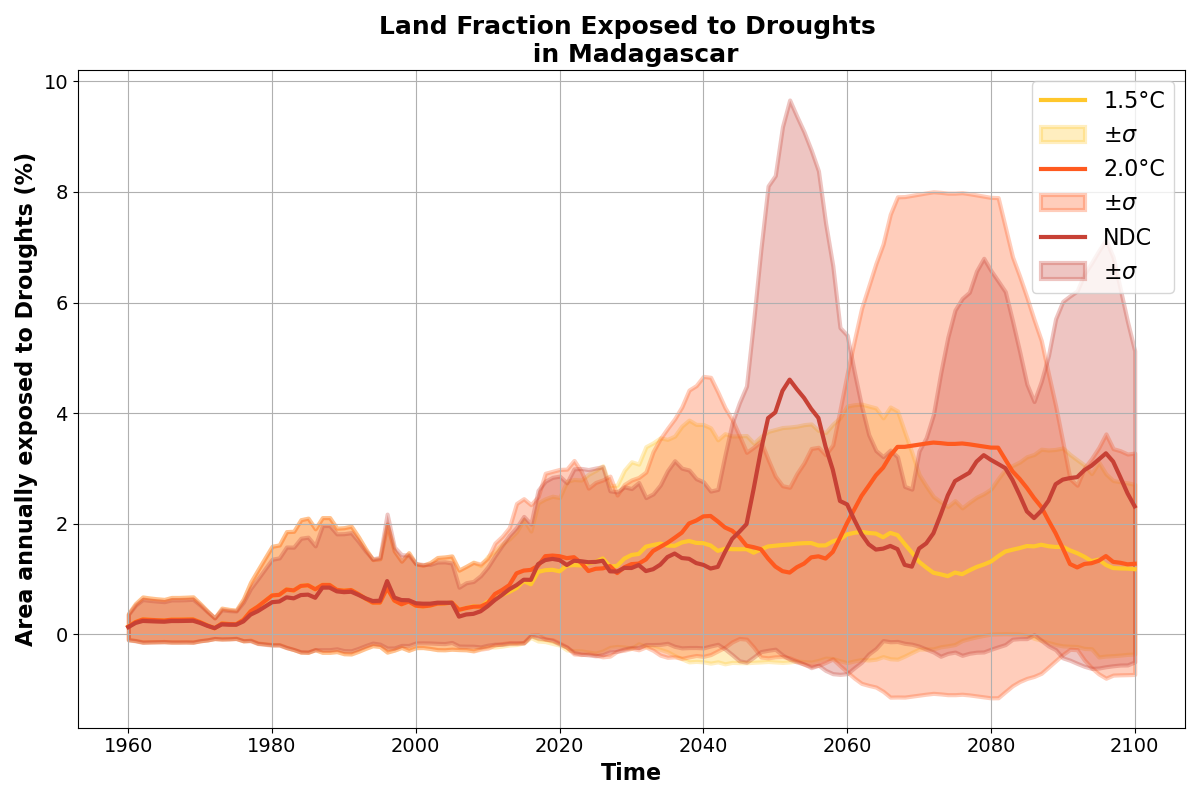 Land Fraction Exposed to Droughts
in Madagascar
Area annually exposed to Droughts (%)
10
8
6
4
2
0
1.5°C
±σ
2.0°C
±σ
NDC
±σ
1960 1980 2000 2020 2040 2060 2080 2100
Time